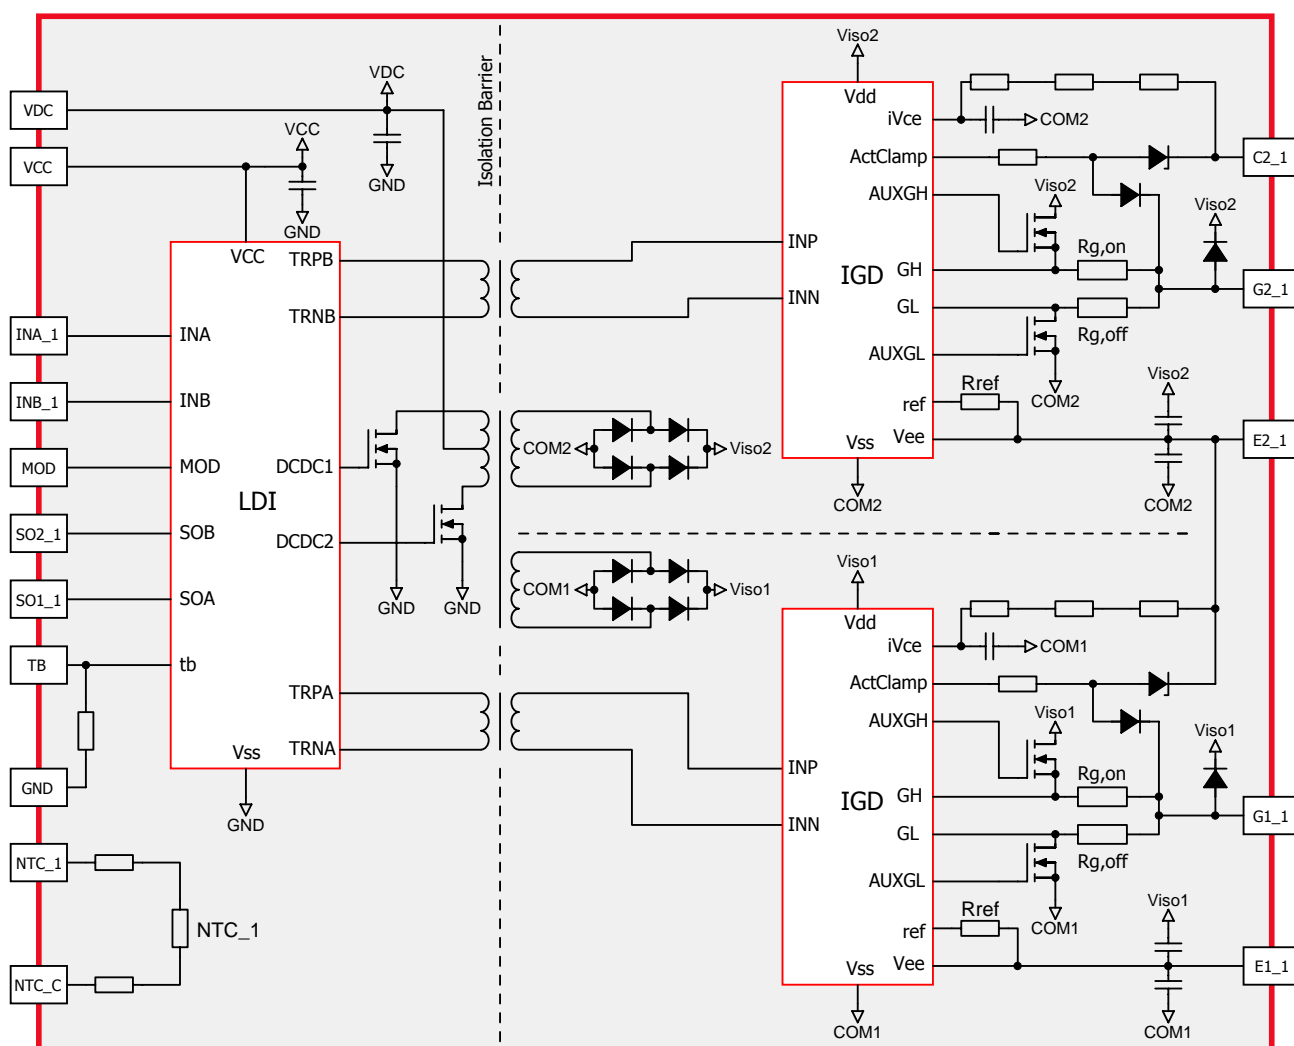 Viso2
VDC
VDC
Isolation Barrier
Vdd
iVce
COM2
VCC
VCC
GND
ActClamp
C2_1
AUXGH
Viso2
Viso2
GND
VCC
TRPB
INP
Rg,on
GH
IGD
G2_1
INN
GL
TRNB
INA_1
INA
Rg,off
AUXGL
INB_1
INB
Rref
ref
COM2
Viso2
Vss
Vee
E2_1
COM2
Viso2
MOD
MOD
DCDC1
LDI
COM2
COM2
SO2_1
SOB
DCDC2
Viso1
COM1
Viso1
SO1_1
SOA
GND
GND
Vdd
iVce
COM1
TB
tb
ActClamp
TRPA
AUXGH
Viso1
Viso1
Vss
TRNA
INP
Rg,on
GND
GH
IGD
G1_1
GND
INN
GL
NTC_1
Rg,off
AUXGL
Viso1
Rref
NTC_1
ref
COM1
Vss
Vee
E1_1
NTC_C
COM1
COM1